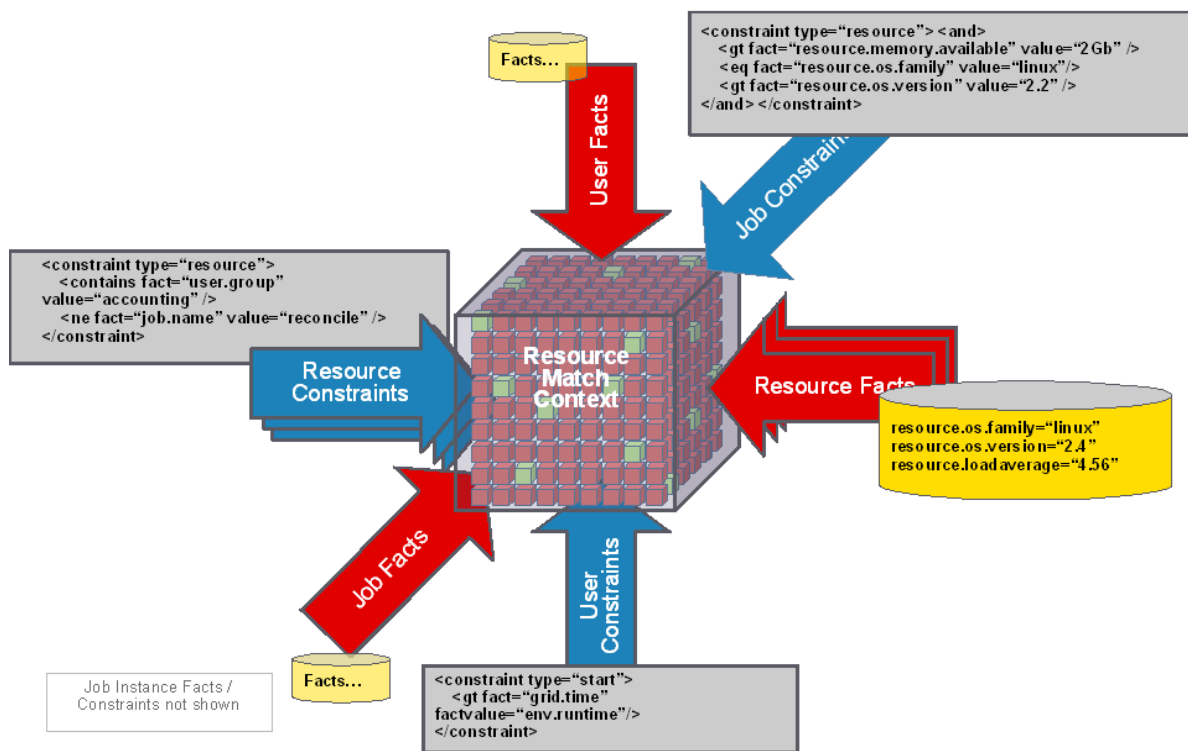 Facts...
<constraint type=“resource”> <and>
<gt fact=“resource.memory.available” value=“2Gb” />
<eq fact=“resource.os.family” value=“linux”/>
<gt fact=“resource.os.version” value=“2.2” />
</and> </constraint>
User Facts
Job Constraint
<constraint type=“resource”>
<contains fact=“user.group”
value=“accounting” />
<ne fact=“job.name” value=“reconcile” />
</constraint>
Resource
Constraints
Resource
Match
Context
Resource Facts
resource.os.family=“linux”
resource.os.version=“2.4”
resource.loadaverage=“4.56”
Job Facts
User
Constraints
Facts...
Job Instance Facts /
Constraints not shown
<constraint type=“start”>
<gt fact=“grid.time”
factvalue=“env.runtime”/>
</constraint>